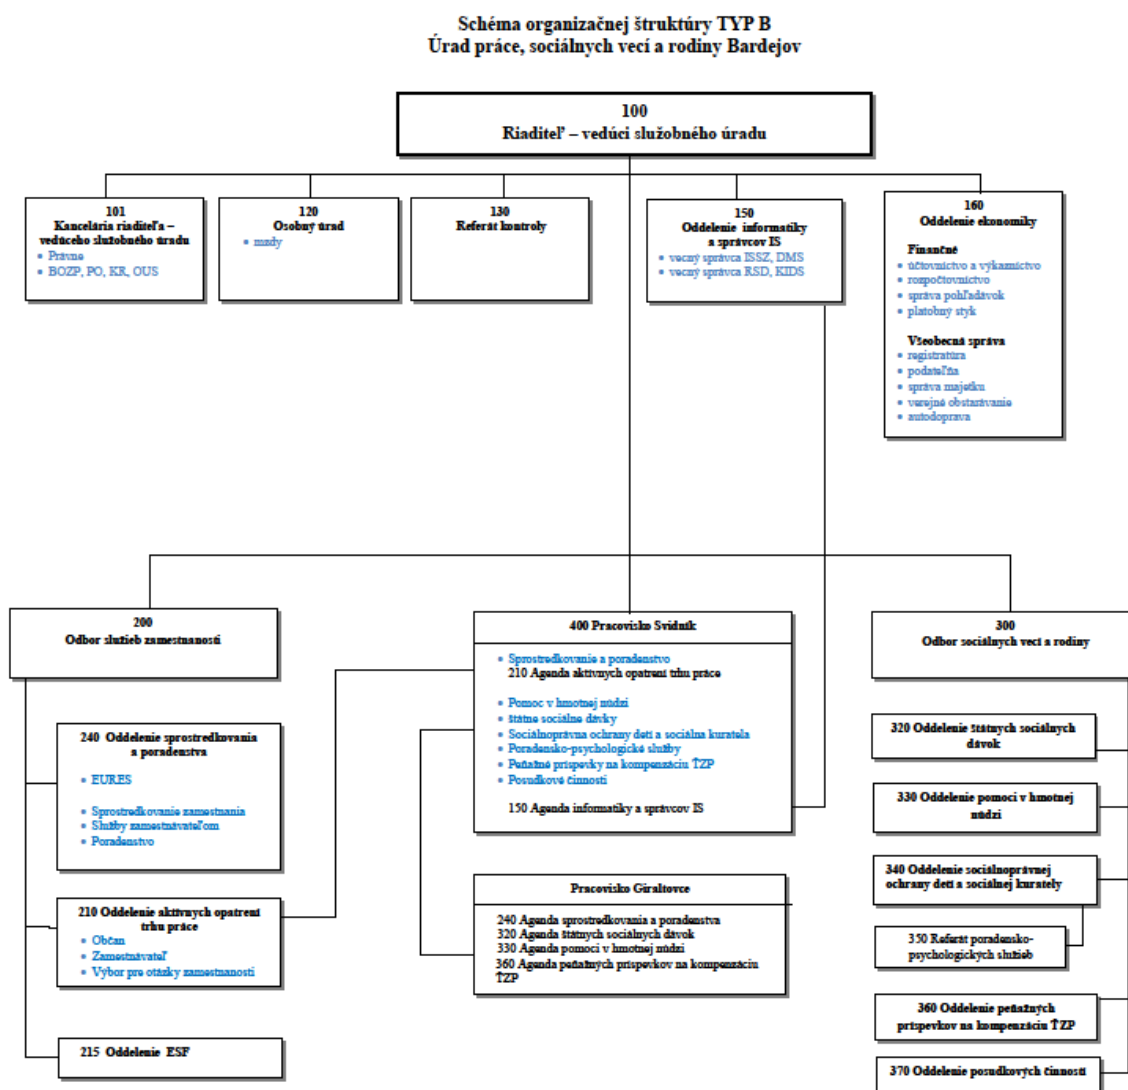 Schéma organizačnej štruktúry TYP B
Úrad práce, sociálnych vecí a rodiny Bardejov
100
Riaditeľ – vedúci služobného úradu
101
Kancelária riaditeľa –
vedúceho služobného úradu
• Právne
• BOZP, PO, KR, OUS
120
Osobný úrad
• mzdy
130
Referát kontroly
150
Oddelenie informatiky
a správcov IS
• vecný správca ISSZ, DMS
• vecný správca RSD, KIDS
160
Oddelenie ekonomiky
Finančné
• účtovníctvo a výkazníctvo
• rozpočtovníctvo
• správa pohľadávok
• platobný styk
Všeobecná správa
• registratúra
• podateľňa
• správa majetku
• verejné obstarávanie
• autodoprava
200
Odbor služieb zamestnanosti
240 Oddelenie sprostredkovania
a poradenstva
• EURES
• Sprostredkovanie zamestnania
• Služby zamestnávateľom
• Poradenstvo
210 Oddelenie aktívnych opatrení
trhu práce
• Občan
• Zamestnávateľ
• Výbor pre otázky zamestnanosti
215 Oddelenie ESF
400 Pracovisko Svidník
• Sprostredkovanie a poradenstvo
210 Agenda aktívnych opatrení trhu práce
• Pomoc v hmotnej núdzi
• štátne sociálne dávky
• Sociálnoprávna ochrany detí a sociálna kuratela
• Poradensko-psychologické služby
• Peňažné príspevky na kompenzáciu ŤZP
• Posudkové činnosti
150 Agenda informatiky a správcov IS
Pracovisko Giraltovce
240 Agenda sprostredkovania a poradenstva
320 Agenda štátnych sociálnych dávok
330 Agenda pomoci v hmotnej núdzi
360 Agenda peňažných príspevkov na kompenzáciu
ŤZP
300
Odbor sociálnych vecí a rodiny
320 Oddelenie štátnych sociálnych
dávok
330 Oddelenie pomoci v hmotnej
núdzi
340 Oddelenie sociálnoprávnej
ochrany detí a sociálnej kurately
350 Referát poradensko-
psychologických služieb
360 Oddelenie peňažných
príspevkov na kompenzáciu ŤZP
370 Oddelenie posudkových činností